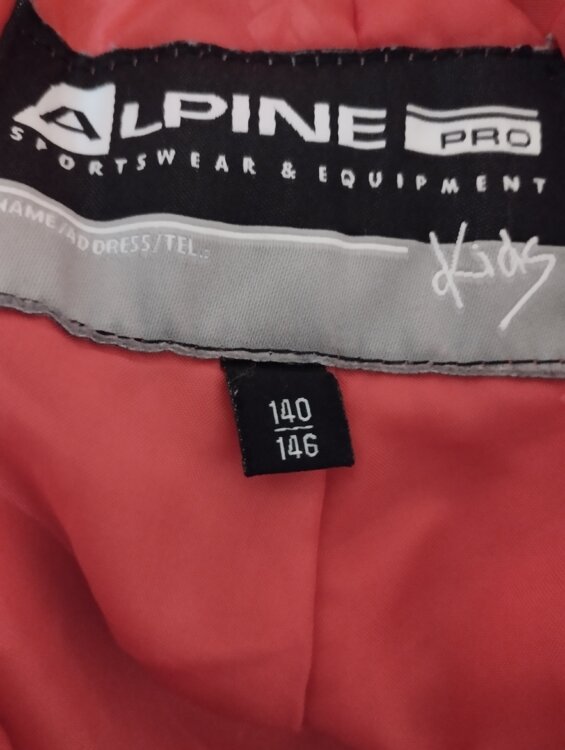 ALPINE PRO
SPORTSWEAR & EQUIPMENT
NAME/ADDRESS/TEL.:
Kids
140
146